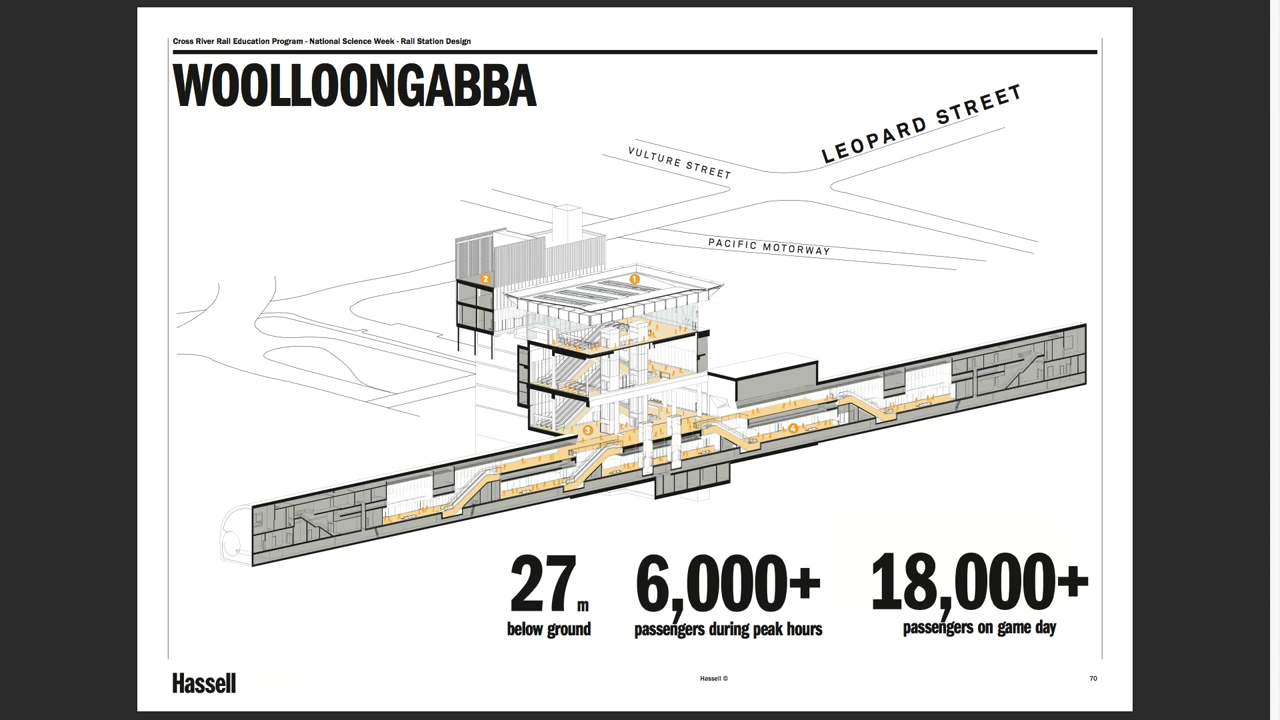 Cross River Rail Education Program - National Science Week - Rail Station Design
WOOLLOONGABBA
LEOPARD STREET
VULTURE STREET
PACIFIC MOTORWAY
1
2
3
4
27 m
below ground
6,000+
passengers during peak hours
18,000+
passengers on game day
Hassell
Hassell ©
70